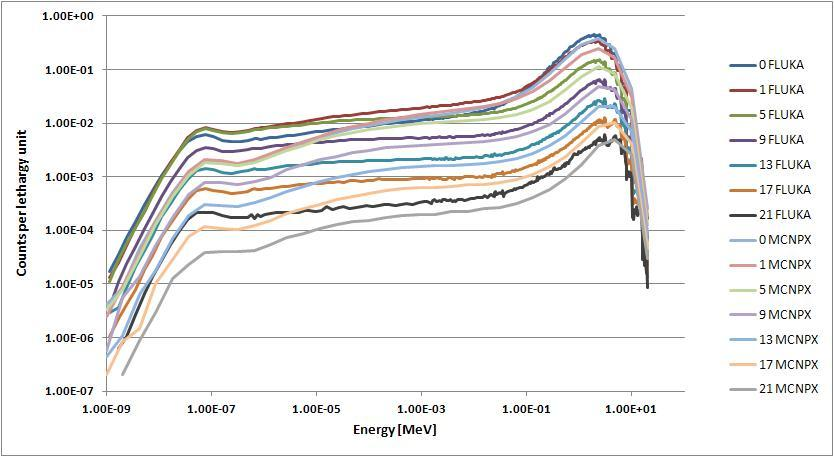 1.00E+00
1.00E-01
1.00E-02
1.00E-03
1.00E-04
1.00E-05
1.00E-06
1.00E-07
Counts per lethargy unit
1.00E-09
1.00E-07
1.00E-05
1.00E-03
1.00E-01
1.00E+01
Energy [MeV]
0 FLUKA
1 FLUKA
5 FLUKA
9 FLUKA
13 FLUKA
17 FLUKA
21 FLUKA
0 MCNPX
1 MCNPX
5 MCNPX
9 MCNPX
13 MCNPX
17 MCNPX
21 MCNPX